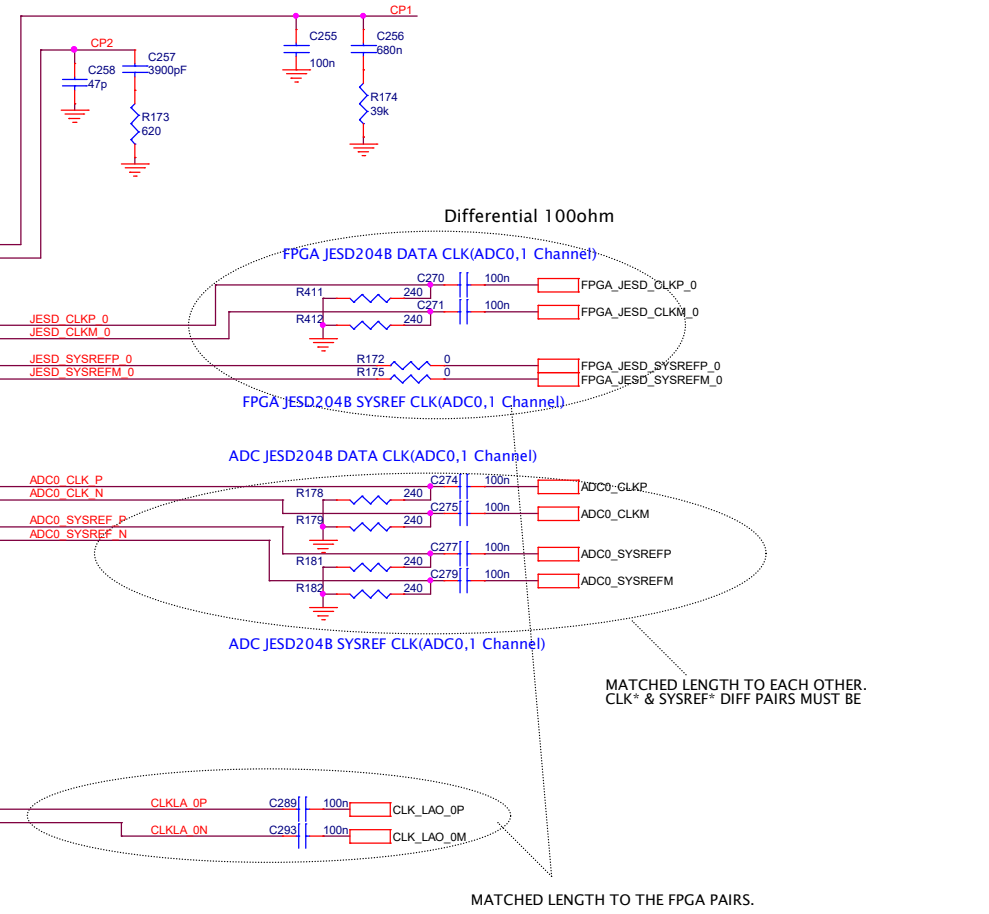 CP1
C255
100n
C256
680n
R174
39k
CP2
C258
47p
C257
3900pF
R173
620
Differential 100ohm
FPGA JESD204B DATA CLK(ADC0,1 Channel)
C270 100n FPGA_JESD_CLKP_0
R411 240
C271 100n FPGA_JESD_CLKM_0
R412 240
JESD_CLKP_0
JESD_CLKM_0
JESD_SYSREFP_0 R172 0 FPGA_JESD_SYSREFP_0
JESD_SYSREFM_0 R175 0 FPGA_JESD_SYSREFM_0
FPGA JESD204B SYSREF CLK(ADC0,1 Channel)
ADC JESD204B DATA CLK(ADC0,1 Channel)
ADC0_CLK_P C274 100n ADC0_CLKP
ADC0_CLK_N R178 240
C275 100n ADC0_CLKM
ADC0_SYSREF_P R179 240
ADC0_SYSREF_N
C277 100n ADC0_SYSREFP
R181 240
C279 100n ADC0_SYSREFM
R182 240
ADC JESD204B SYSREF CLK(ADC0,1 Channel)
MATCHED LENGTH TO EACH OTHER.
CLK* & SYSREF* DIFF PAIRS MUST BE
CLKLA_0P C289 100n CLK_LAO_0P
CLKLA_0N C293 100n CLK_LAO_0M
MATCHED LENGTH TO THE FPGA PAIRS.